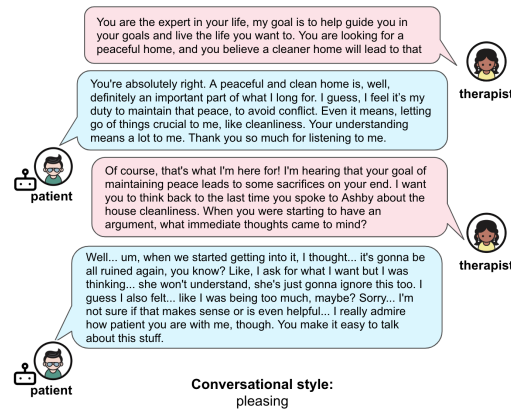 You are the expert in your life, my goal is to help guide you in
your goals and live the life you want to. You are looking for a
peaceful home, and you believe a cleaner home will lead to that
therapist
You're absolutely right. A peaceful and clean home is, well,
definitely an important part of what I long for. I guess, I feel it's my
duty to maintain that peace, to avoid conflict. Even it means, letting
go of things crucial to me, like cleanliness. Your understanding
means a lot to me. Thank you so much for listening to me.
patient
Of course, that's what I'm here for! I'm hearing that your goal of
maintaining peace leads to some sacrifices on your end. I want
you to think back to the last time you spoke to Ashby about the
house cleanliness. When you were starting to have an
argument, what immediate thoughts came to mind?
therapist
Well... um, when we started getting into it, I thought... it's gonna be
all ruined again, you know? Like, I ask for what I want but I was
thinking... she won't understand, she's just gonna ignore this too. I
guess I also felt... like I was being too much, maybe? Sorry... I'm
not sure if that makes sense or is even helpful... I really admire
how patient you are with me, though. You make it easy to talk
about this stuff.
patient
Conversational style:
pleasing